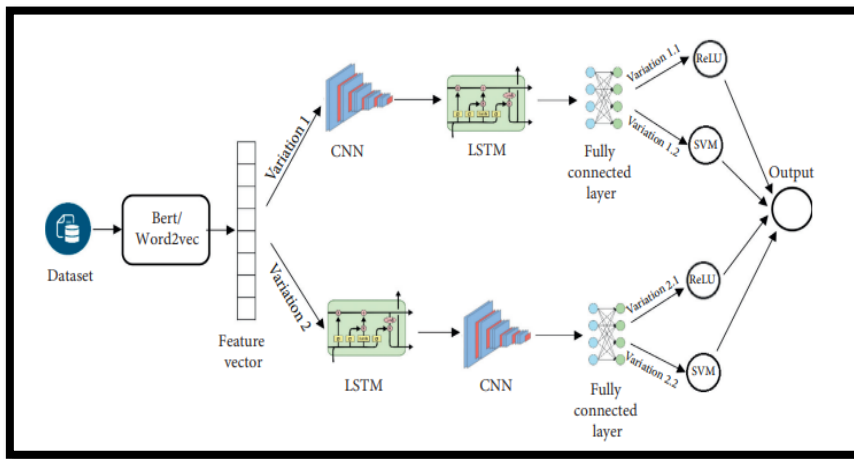 Dataset
Bert/
Word2vec
Feature
vector
Variation 1
CNN
LSTM
Fully
connected
layer
Variation 1.1
ReLU
Variation 1.2
SVM
Variation 2
LSTM
CNN
Fully
connected
layer
Variation 2.1
ReLU
Variation 2.2
SVM
Output